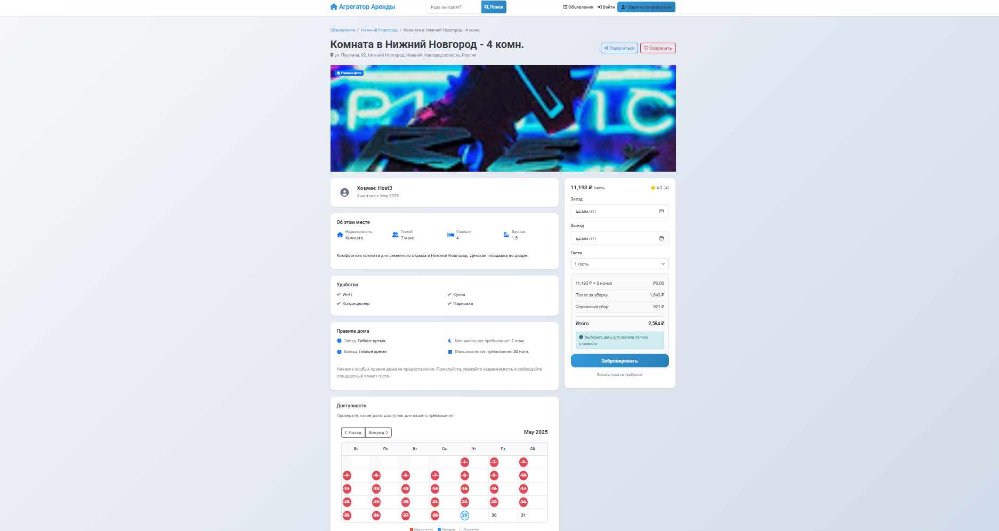 Агрегатор Аренды
Куда вы едете?
Поиск
Объявления
Войти
Зарегистрироваться
Объявления / Нижний Новгород / Комната в Нижний Новгород - 4 комн.
Комната в Нижний Новгород - 4 комн.
Поделиться
Сохранить
ул. Пушкина, 92, Нижний Новгород, Нижний Новгород область, Россия
Главное фото
Хозяин: Host3
Участник с May 2025
Об этом месте
Недвижимость
Комната
Гостей
7 макс
Спальни
4
Ванные
1.5
Комфортная комната для семейного отдыха в Нижний Новгород. Детская площадка во дворе.
Удобства
Wi-Fi
Кухня
Кондиционер
Парковка
Правила дома
Заезд: Гибкое время
Минимальное пребывание: 2 ночь
Выезд: Гибкое время
Максимальное пребывание: 30 ночь
Никаких особых правил дома не предоставлено. Пожалуйста, уважайте недвижимость и соблюдайте
стандартный этикет гостя.
Доступность
Проверьте, какие даты доступны для вашего пребывания
Назад
Вперёд
May 2025
Вс Пн Вт Ср Чт Пт Сб
1 2 3
4 5 6 7 8 9 10
11 12 13 14 15 16 17
18 19 20 21 22 23 24
25 26 27 28 29 30 31
Недоступно Сегодня Доступно
11,193 ₽ /ночь
4.3 (4)
Заезд
дд.мм.гггг
Выезд
дд.мм.гггг
Гости
1 гость
11,193 ₽ × 0 ночей ₽0.00
Плата за уборку 1,643 ₽
Сервисный сбор 921 ₽
Итого 2,564 ₽
Выберите даты для расчета полной
стоимости
Забронировать
Оплата пока не требуется